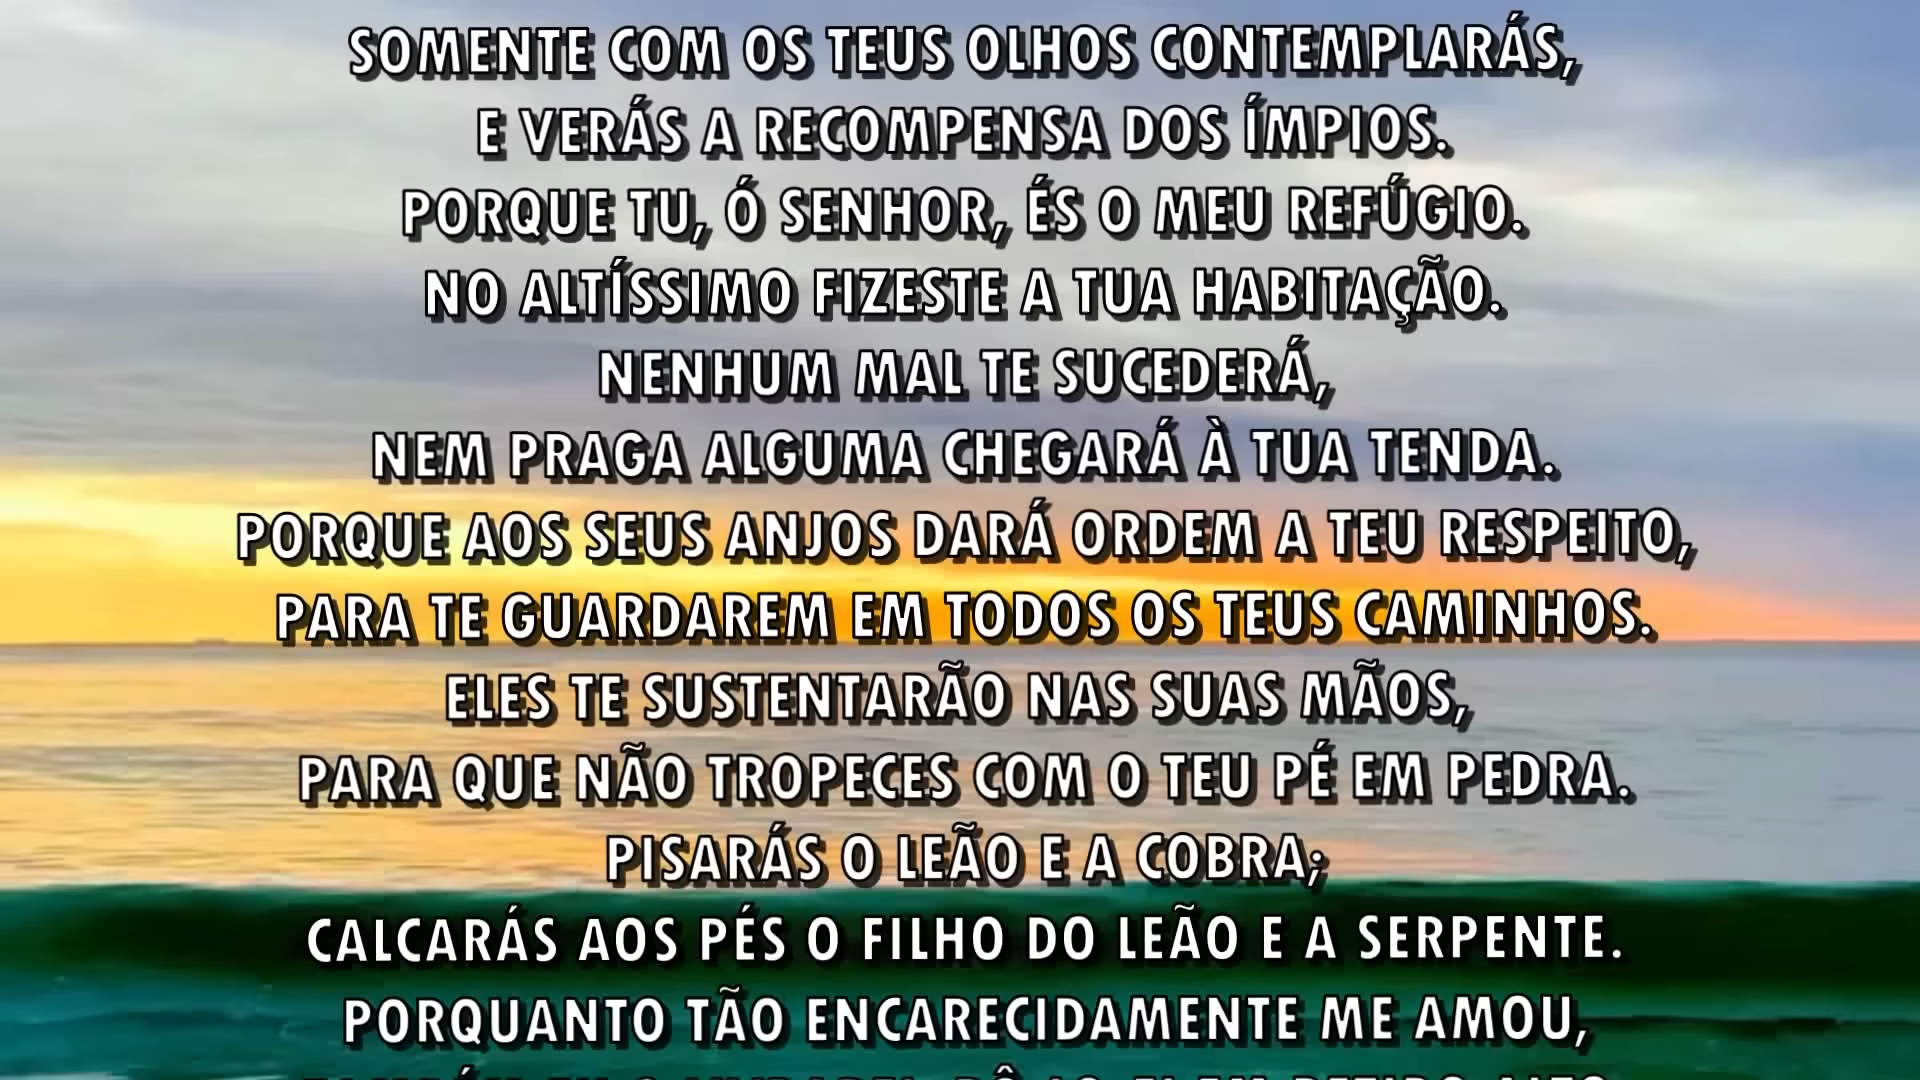 SOMENTE COM OS TEUS OLHOS CONTEMPLARÁS,
E VERÁS A RECOMPENSA DOS ÍMPIOS.
PORQUE TU, Ó SENHOR, ÉS O MEU REFÚGIO.
NO ALTÍSSIMO FIZESTE A TUA HABITAÇÃO.
NENHUM MAL TE SUCEDERÁ,
NEM PRAGA ALGUMA CHEGARÁ À TUA TENDA.
PORQUE AOS SEUS ANJOS DARÁ ORDEM A TEU RESPEITO,
PARA TE GUARDAREM EM TODOS OS TEUS CAMINHOS.
ELES TE SUSTENTARÃO NAS SUAS MÃOS,
PARA QUE NÃO TROPECES COM O TEU PÉ EM PEDRA.
PISARÁS O LEÃO E A COBRA;
CALCARÁS AOS PÉS O FILHO DO LEÃO E A SERPENTE.
PORQUANTO TÃO ENCARECIDAMENTE ME AMOU,